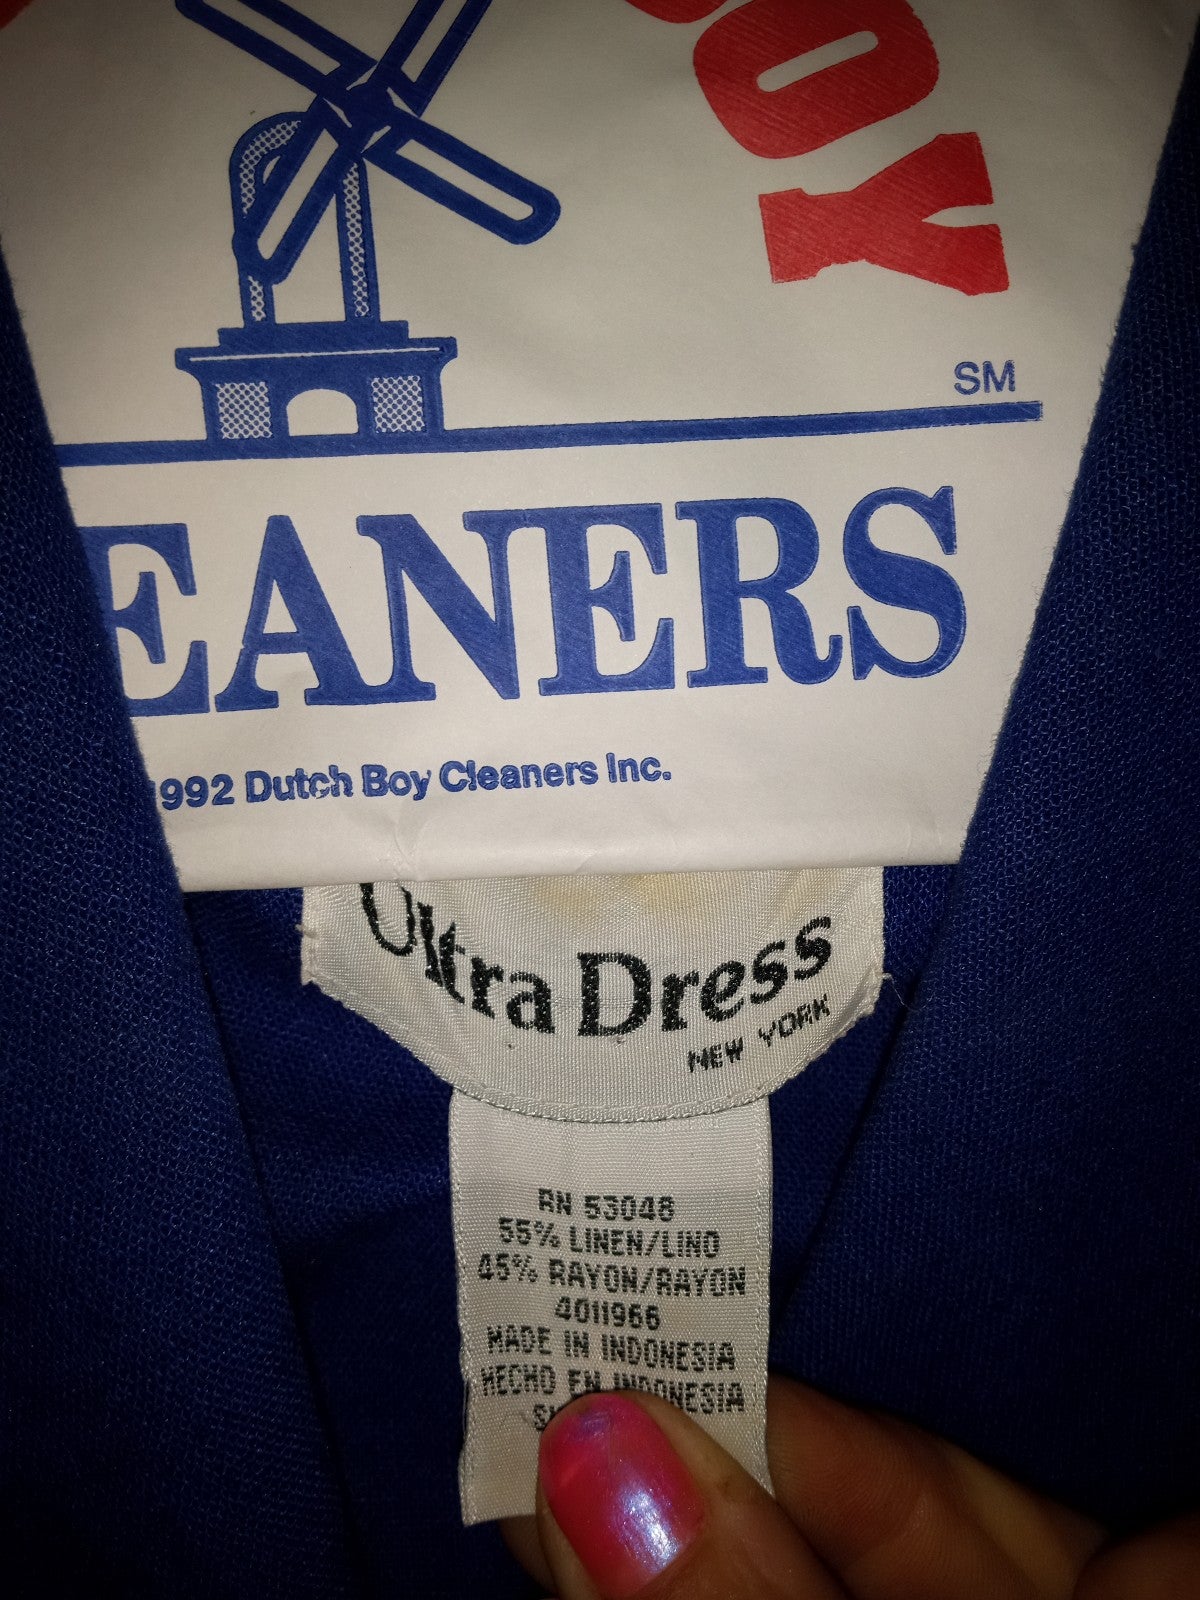 OY
SM
EANERS
1992 Dutch Boy Cleaners Inc.
Ultra Dress
NEW YORK
RN 53048
55% LINEN/LINO
45% RAYON/RAYON
4011966
MADE IN INDONESIA
HECHO EN INDONESIA